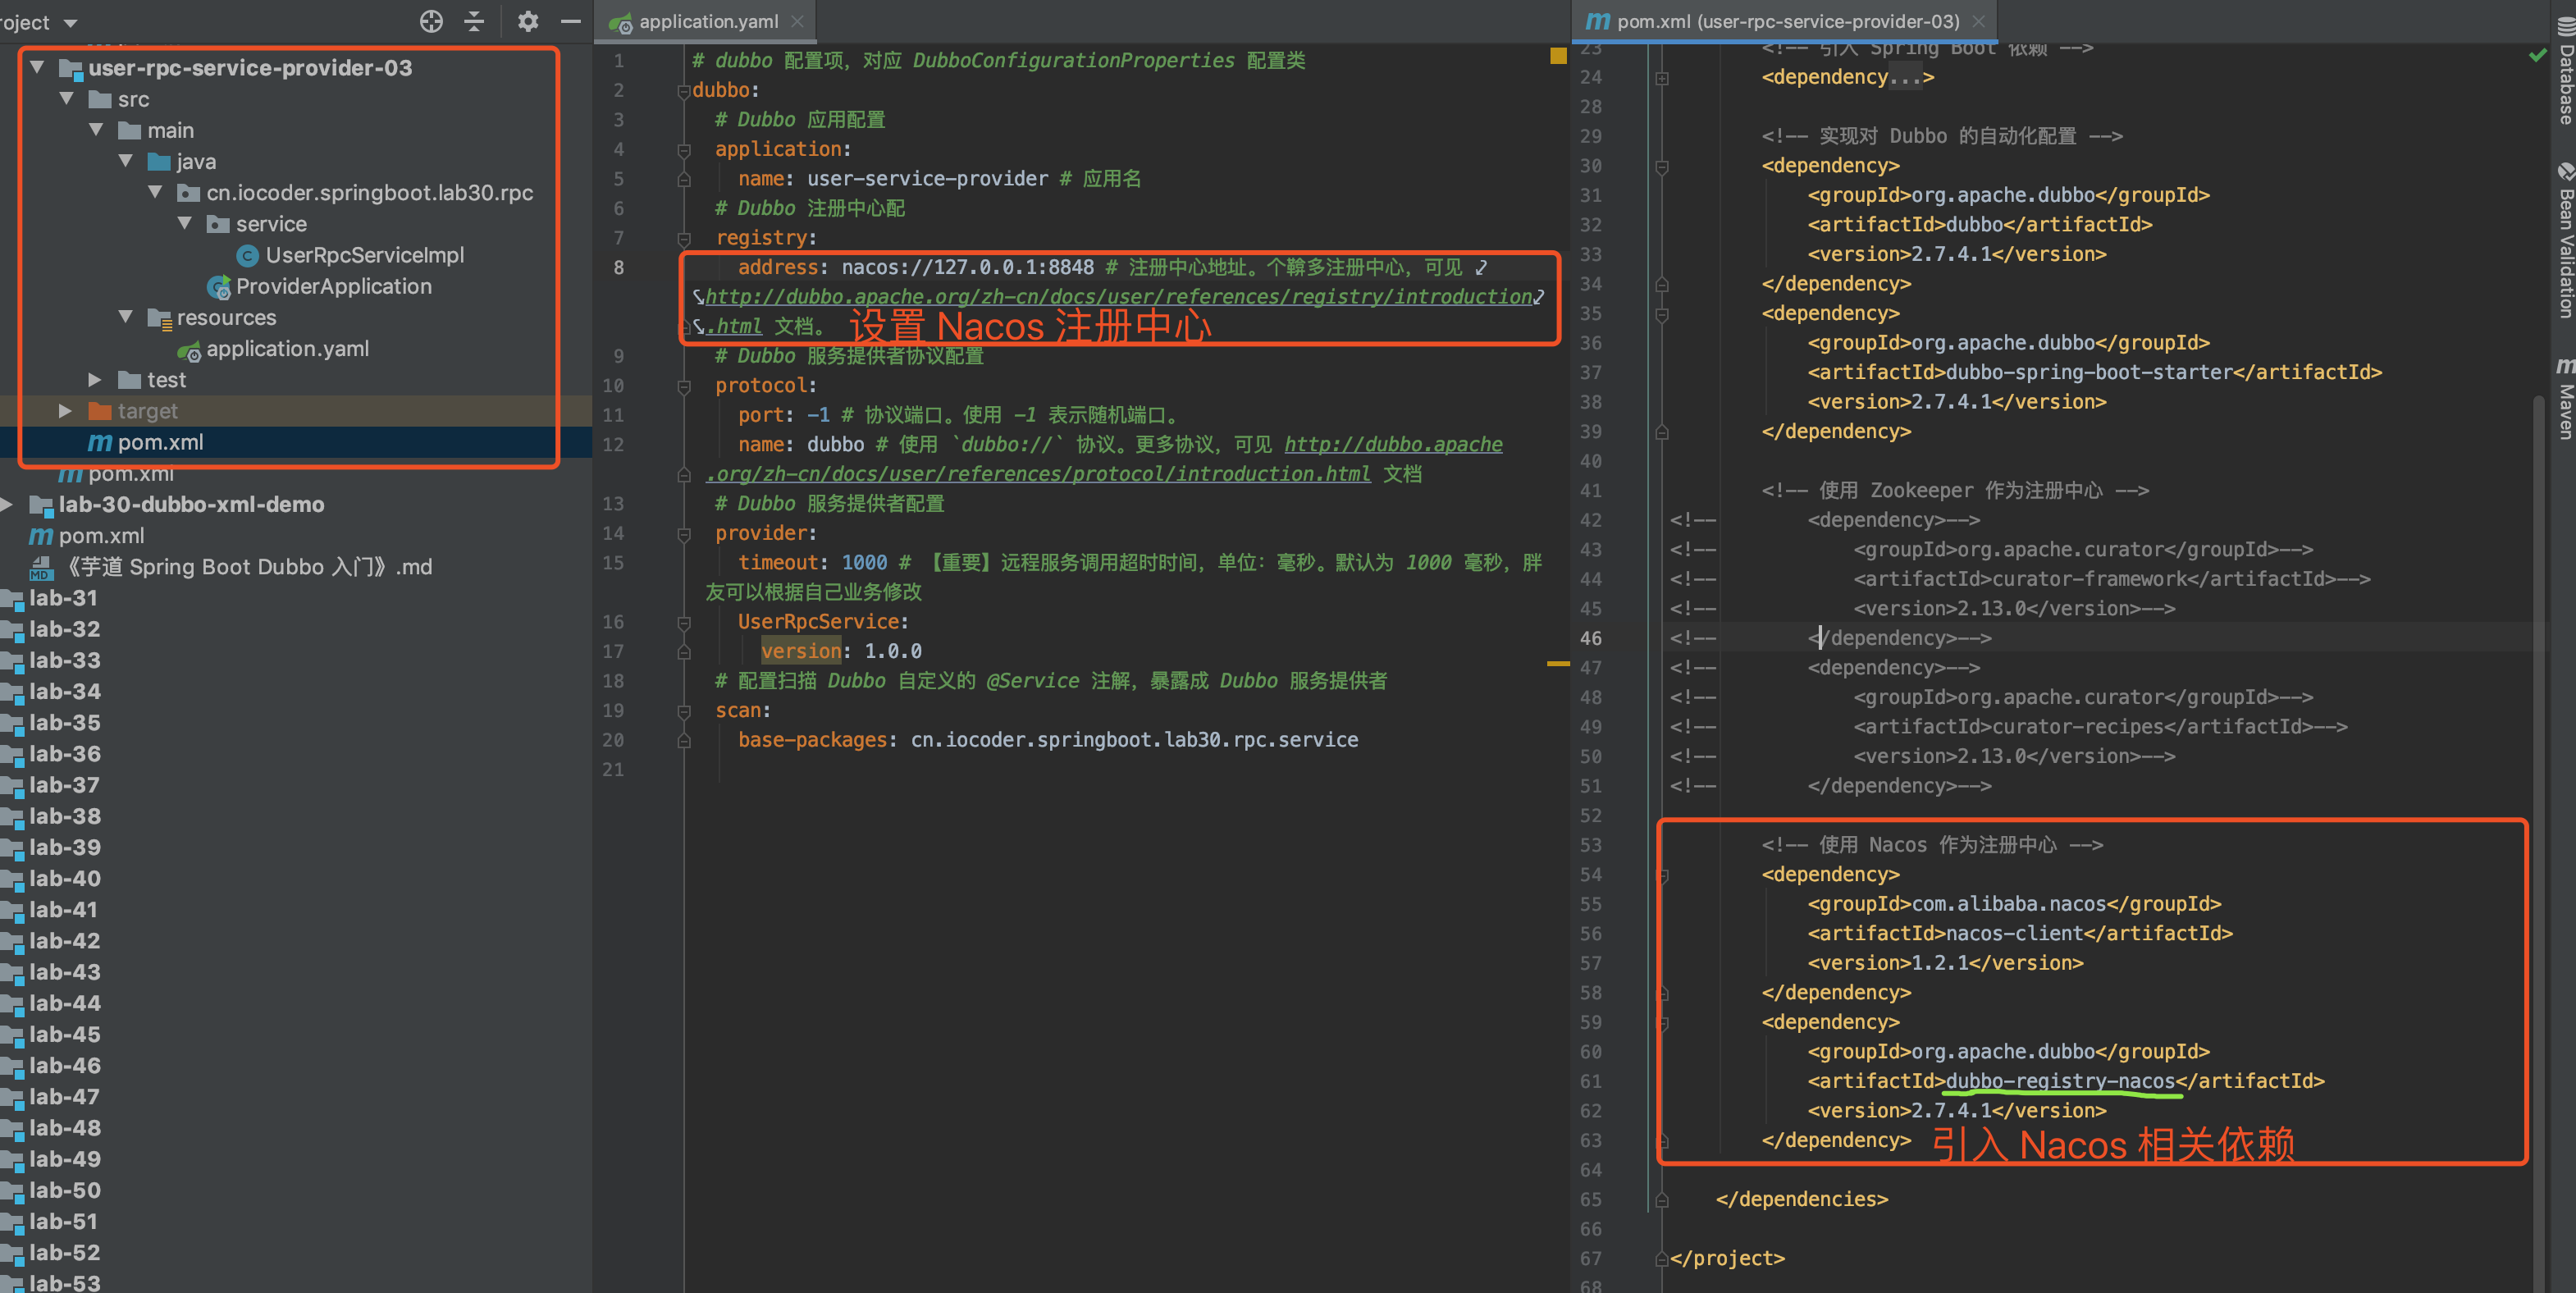 roject
user-rpc-service-provider-03
src
main
java
cn.iocoder.springboot.lab30.rpc
service
UserRpcServiceImpl
ProviderApplication
resources
application.yaml
test
target
pom.xml
pom.xml
lab-30-dubbo-xml-demo
pom.xml
《芋道 Spring Boot Dubbo 入门》.md
lab-31
lab-32
lab-33
lab-34
lab-35
lab-36
lab-37
lab-38
lab-39
lab-40
lab-41
lab-42
lab-43
lab-44
lab-45
lab-46
lab-47
lab-48
lab-49
lab-50
lab-51
lab-52
lab-53
application.yaml
1 # dubbo 配置项，对应 DubboConfigurationProperties 配置类
2 dubbo:
3 # Dubbo 应用配置
4 application:
5 name: user-service-provider # 应用名
6 # Dubbo 注册中心配
7 registry:
8 address: nacos://127.0.0.1:8848 # 注册中心地址。个鞥多注册中心，可见
http://dubbo.apache.org/zh-cn/docs/user/references/registry/introduction
.html 文档。
设置 Nacos 注册中心
9 # Dubbo 服务提供者协议配置
10 protocol:
11 port: -1 # 协议端口。使用 -1 表示随机端口。
12 name: dubbo # 使用 `dubbo://` 协议。更多协议，可见 http://dubbo.apache
.org/zh-cn/docs/user/references/protocol/introduction.html 文档
13 # Dubbo 服务提供者配置
14 provider:
15 timeout: 1000 # 【重要】远程服务调用超时时间，单位：毫秒。默认为 1000 毫秒，胖
友可以根据自己业务修改
16 UserRpcService:
17 version: 1.0.0
18 # 配置扫描 Dubbo 自定义的 @Service 注解，暴露成 Dubbo 服务提供者
19 scan:
20 base-packages: cn.iocoder.springboot.lab30.rpc.service
21
pom.xml (user-rpc-service-provider-03)
23 <!-- 引入 Spring Boot 依赖 -->
24 <dependency...>
28
29 <!-- 实现对 Dubbo 的自动化配置 -->
30 <dependency>
31 <groupId>org.apache.dubbo</groupId>
32 <artifactId>dubbo</artifactId>
33 <version>2.7.4.1</version>
34 </dependency>
35 <dependency>
36 <groupId>org.apache.dubbo</groupId>
37 <artifactId>dubbo-spring-boot-starter</artifactId>
38 <version>2.7.4.1</version>
39 </dependency>
40
41 <!-- 使用 Zookeeper 作为注册中心 -->
42 <!-- <dependency>-->
43 <!-- <groupId>org.apache.curator</groupId>-->
44 <!-- <artifactId>curator-framework</artifactId>-->
45 <!-- <version>2.13.0</version>-->
46 <!-- </dependency>-->
47 <!-- <dependency>-->
48 <!-- <groupId>org.apache.curator</groupId>-->
49 <!-- <artifactId>curator-recipes</artifactId>-->
50 <!-- <version>2.13.0</version>-->
51 <!-- </dependency>-->
52
53 <!-- 使用 Nacos 作为注册中心 -->
54 <dependency>
55 <groupId>com.alibaba.nacos</groupId>
56 <artifactId>nacos-client</artifactId>
57 <version>1.2.1</version>
58 </dependency>
59 <dependency>
60 <groupId>org.apache.dubbo</groupId>
61 <artifactId>dubbo-registry-nacos</artifactId>
62 <version>2.7.4.1</version>
63 </dependency>
引入 Nacos 相关依赖
64
65 </dependencies>
66
67 </project>
68
Database
Bean Validation
Maven